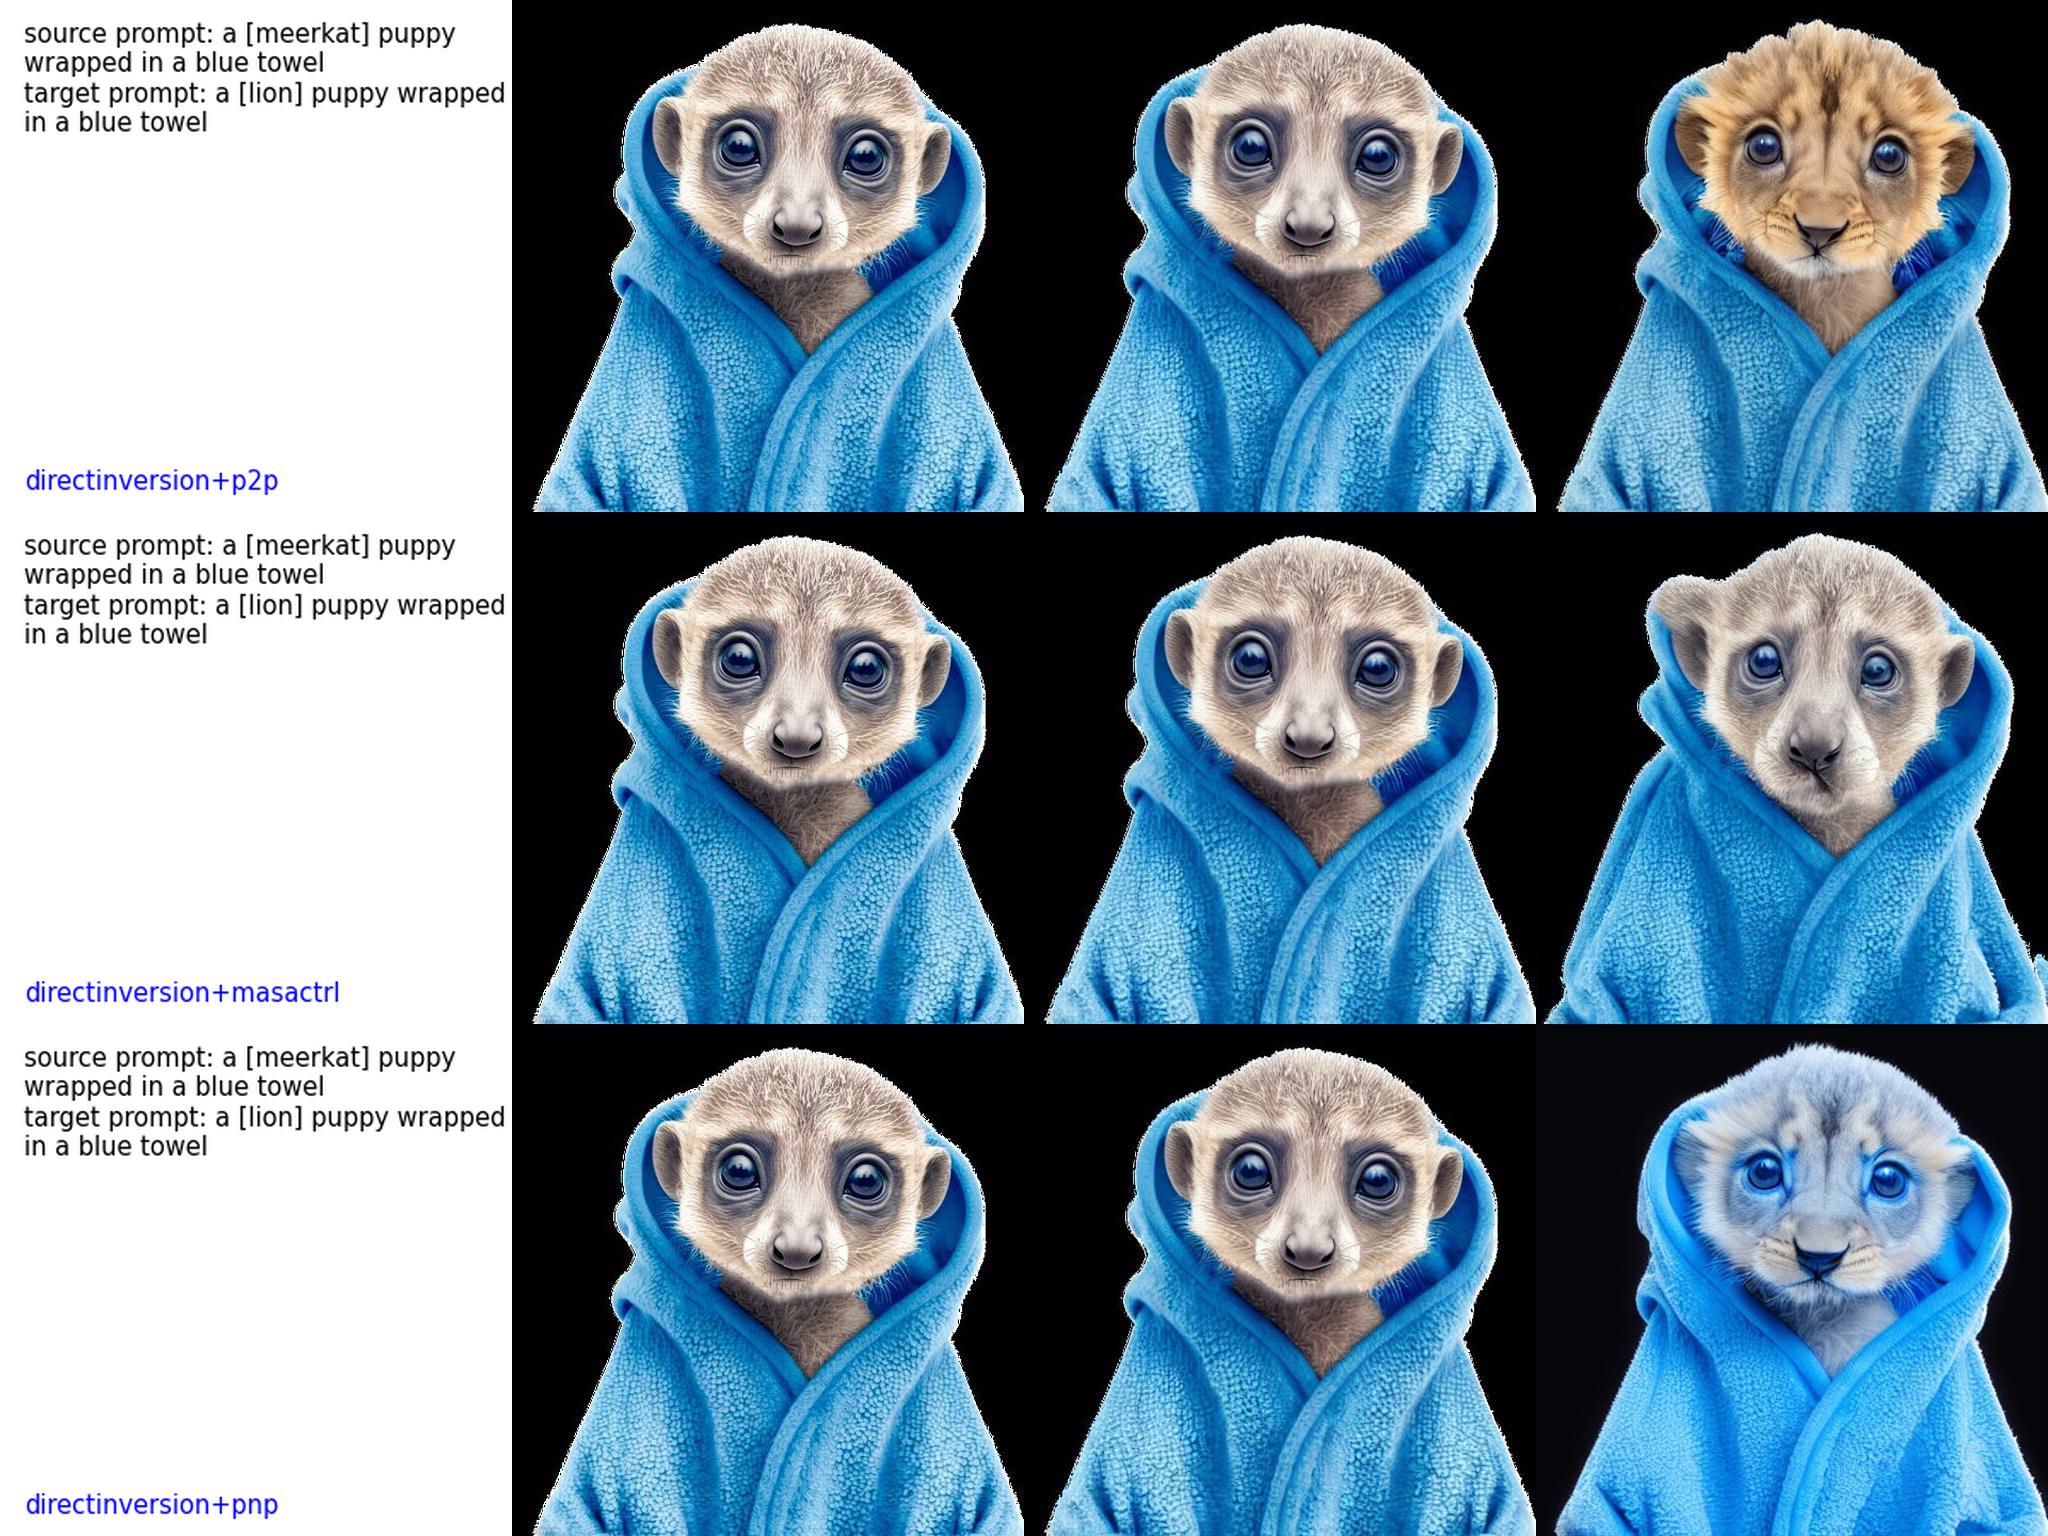 source prompt: a [meerkat] puppy
wrapped in a blue towel
target prompt: a [lion] puppy wrapped
in a blue towel
directinversion+p2p
source prompt: a [meerkat] puppy
wrapped in a blue towel
target prompt: a [lion] puppy wrapped
in a blue towel
directinversion+masactrl
source prompt: a [meerkat] puppy
wrapped in a blue towel
target prompt: a [lion] puppy wrapped
in a blue towel
directinversion+pnp